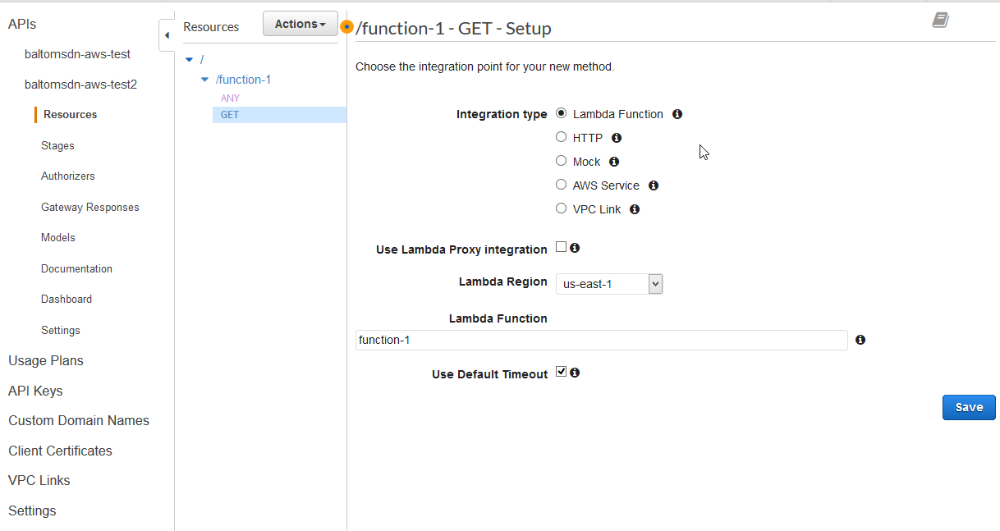 APIs
baltomsdn-aws-test
baltomsdn-aws-test2
Resources
Stages
Authorizers
Gateway Responses
Models
Documentation
Dashboard
Settings
Usage Plans
API Keys
Custom Domain Names
Client Certificates
VPC Links
Settings
Resources
Actions
/
/function-1
ANY
GET
/function-1 - GET - Setup
Choose the integration point for your new method.
Integration type Lambda Function
HTTP
Mock
AWS Service
VPC Link
Use Lambda Proxy integration
Lambda Region us-east-1
Lambda Function
function-1
Use Default Timeout
Save